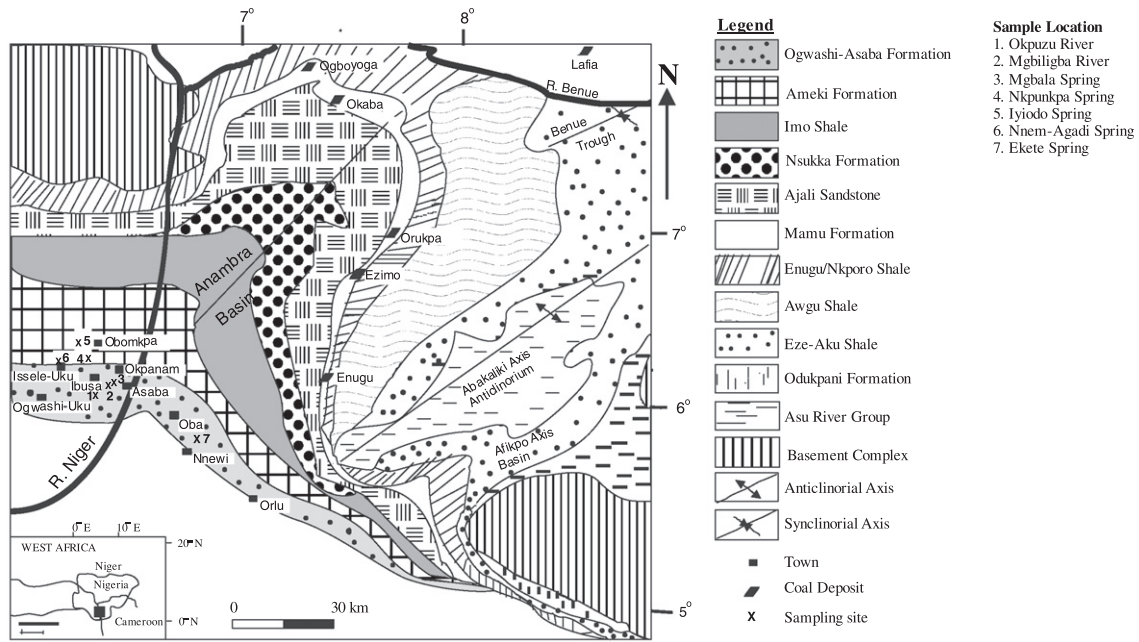 7°
8°
Legend
Ogwashi-Asaba Formation
Ameki Formation
Imo Shale
Nsukka Formation
Ajali Sandstone
Mamu Formation
Enugu/Nkporo Shale
Awgu Shale
Eze-Aku Shale
Odukpani Formation
Asu River Group
Basement Complex
Anticlinorial Axis
Synclinorial Axis
Town
Coal Deposit
Sampling site
x
Sample Location
1. Okpuzu River
2. Mgbiligba River
3. Mgbala Spring
4. Nkpunkpa Spring
5. Iyiodo Spring
6. Nnem-Agadi Spring
7. Ekete Spring
N
Lafia
R. Benue
Ogboyoga
Okaba
Benue
Trough
7°
Orukpa
Ezimo
Anambra
Basin
x5
Obomkpa
x6
4x
Issele-Uku
Okpanam
Ibusa
xx3
1x
2
Asaba
Ogwashi-Uku
Enugu
Abakaliki Axis
Anticlinorium
6°
Oba
x7
Nnewi
Afikpo Axis
Basin
R. Niger
Orlu
0° E
10° E
WEST AFRICA
20° N
Niger
Nigeria
Cameroon
0° N
0
30 km
5°